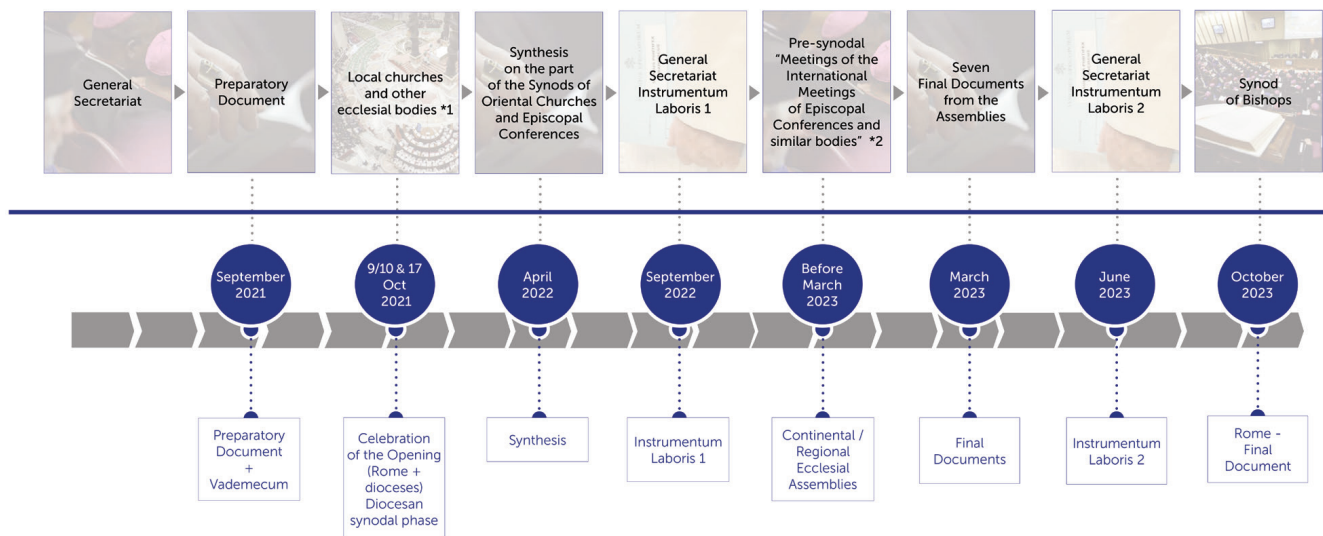 General
Secretariat
Preparatory
Document
Local churches
and other
ecclesial bodies *1
Synthesis
on the part
of the Synods of
Oriental Churches
and Episcopal
Conferences
General
Secretariat
Instrumentum
Laboris 1
Pre-synodal
“Meetings of the
International
Meetings
of Episcopal
Conferences and
similar bodies” *2
Seven
Final Documents
from the
Assemblies
General
Secretariat
Instrumentum
Laboris 2
Synod
of Bishops
September
2021
9/10 & 17
Oct
2021
April
2022
September
2022
Before
March
2023
March
2023
June
2023
October
2023
Preparatory
Document
+
Vademecum
Celebration
of the Opening
(Rome +
dioceses)
Diocesan
synodal phase
Synthesis
Instrumentum
Laboris 1
Continental /
Regional
Ecclesial
Assemblies
Final
Documents
Instrumentum
Laboris 2
Rome -
Final
Document